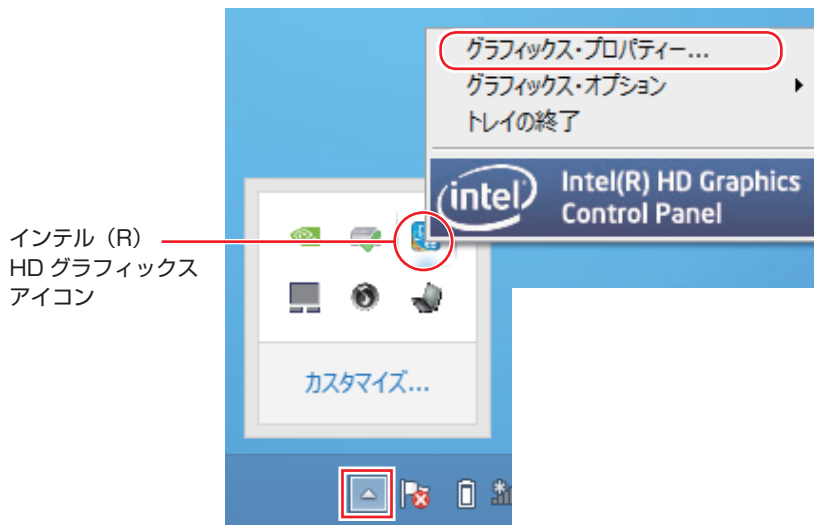 グラフィックス・プロパティー...
グラフィックス・オプション
トレイの終了
intel
Intel(R) HD Graphics
Control Panel
インテル（R）
HD グラフィックス
アイコン
カスタマイズ...